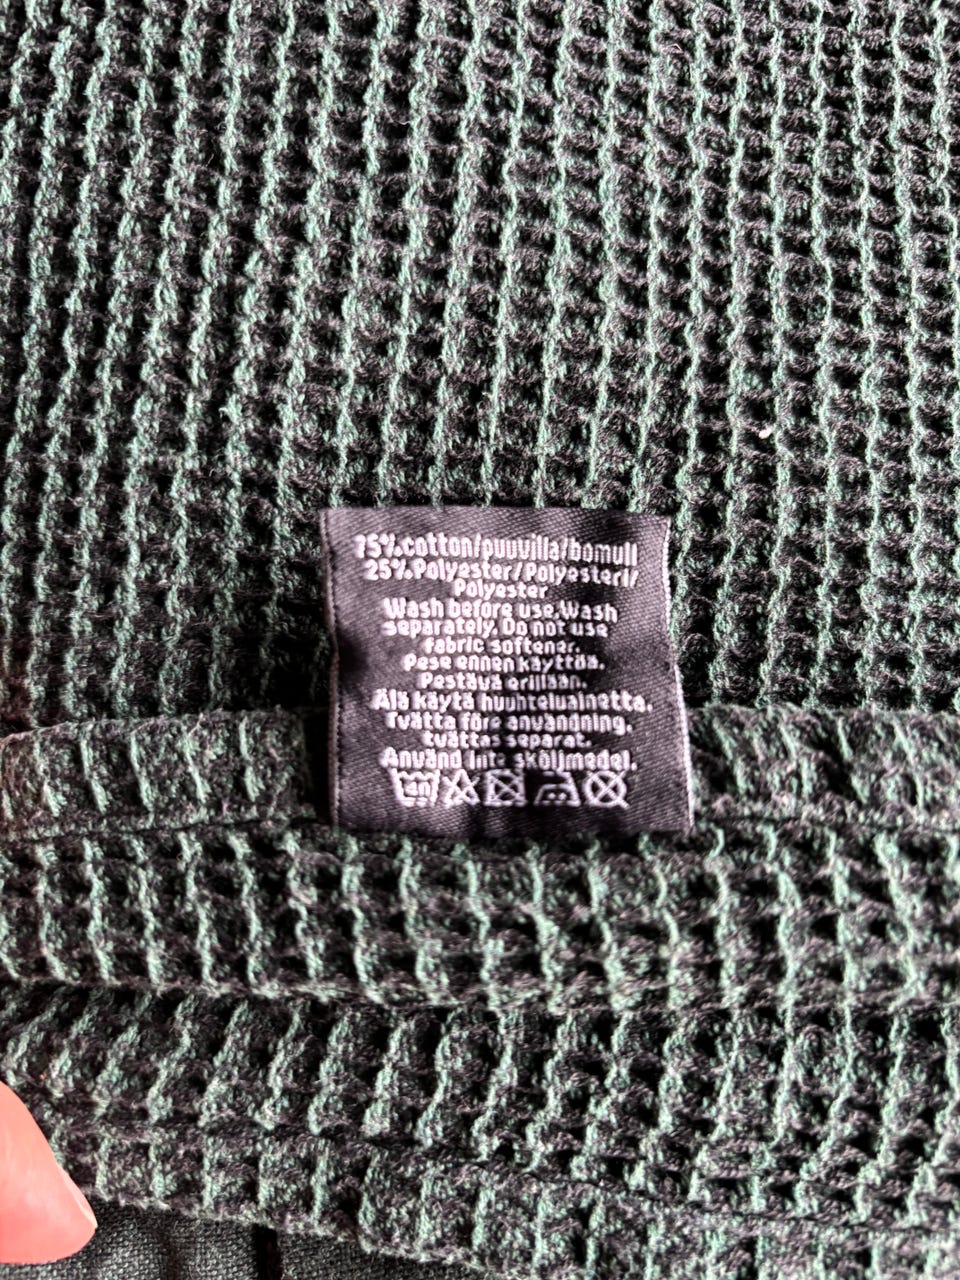 75%.cotton/puuvilla/bomull
25%.Polyester/Polyesteri/
Polyester
Wash before use.Wash
separately. Do not use
fabric softener.
Pese ennen käyttöä.
Pestävä erillään.
Älä käytä huuhteluainetta.
Tvätta före användning.
tvättas separat.
Använd inte sköljmedel.
40